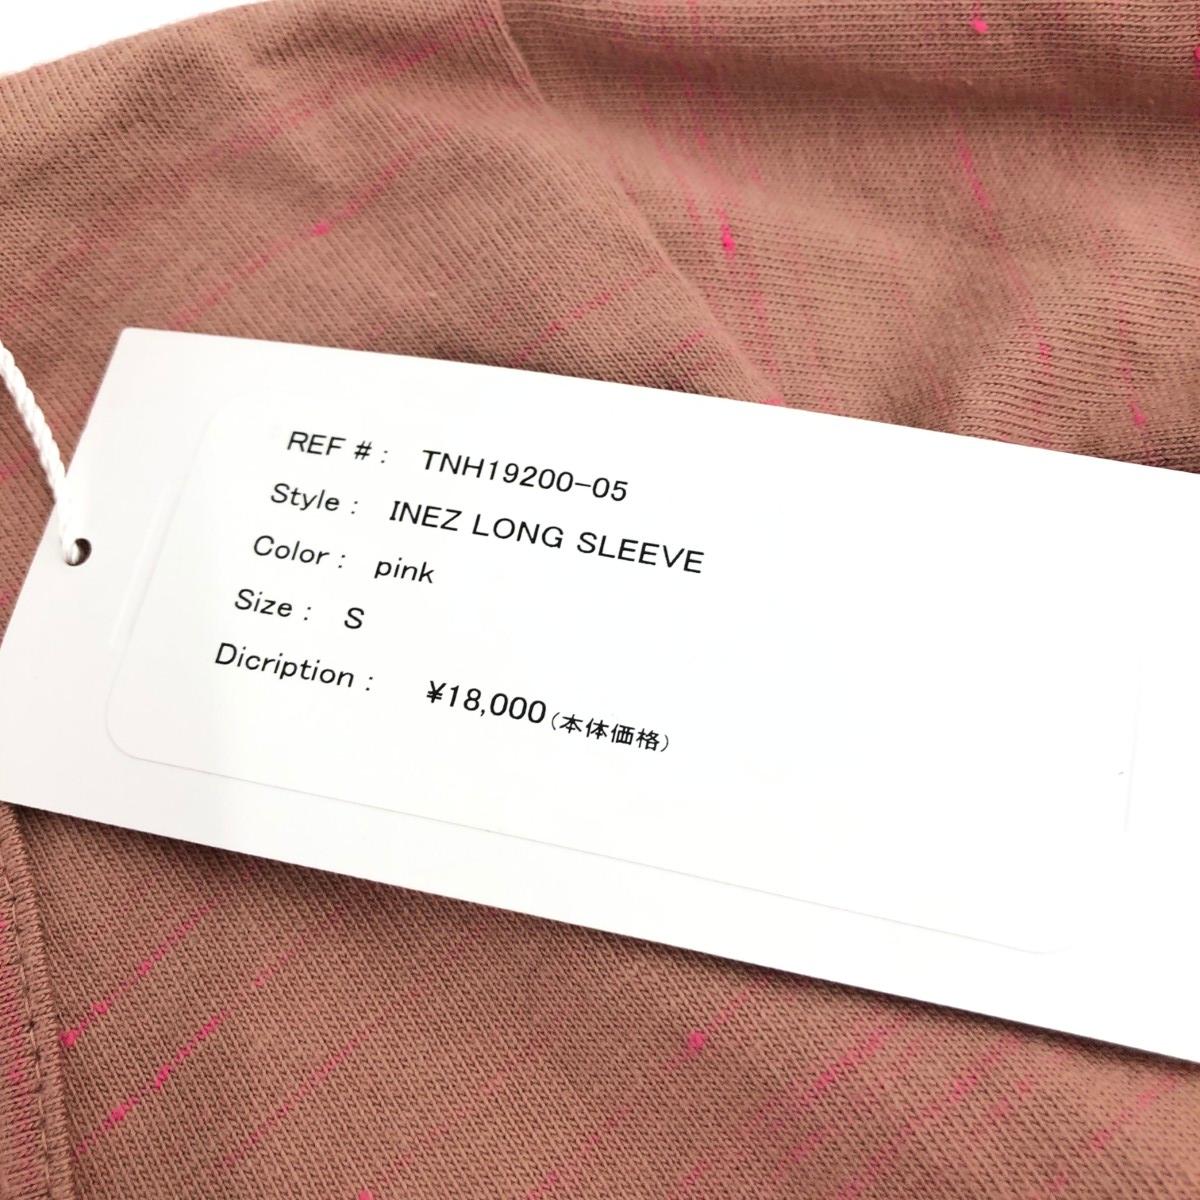 REF #: TNH19200-05
Style: INEZ LONG SLEEVE
Color: pink
Size: S
Dicription: ¥18,000(本体価格)